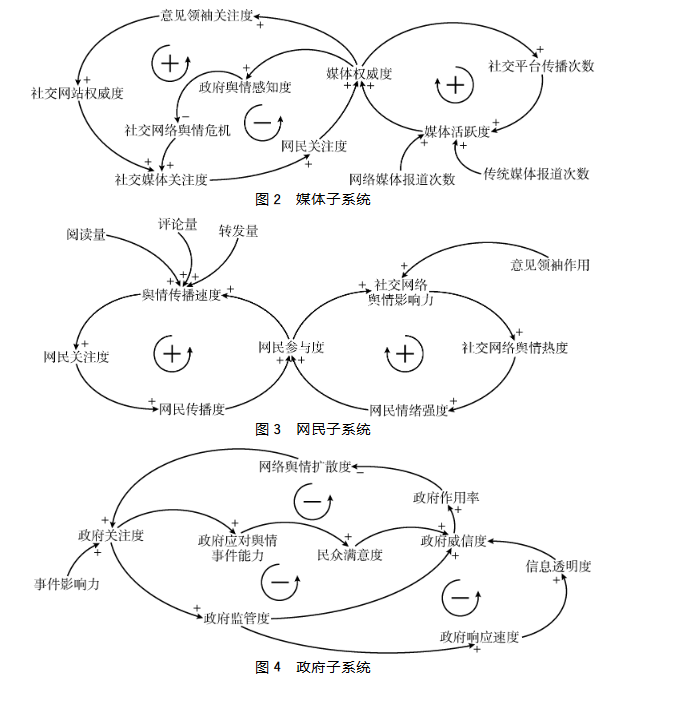 意见领袖关注度
社交平台传播次数
媒体权威度
政府舆情感知度
社交网站权威度
社交网络舆情危机
媒体活跃度
网民关注度
社交媒体关注度
网络媒体报道次数
传统媒体报道次数
图 2 媒体子系统
评论量
阅读量
转发量
意见领袖作用
社交网络
舆情影响力
舆情传播速度
网民关注度
网民参与度
社交网络舆情热度
网民传播度
网民情绪强度
图 3 网民子系统
网络舆情扩散度
政府作用率
政府关注度
政府应对舆情
事件能力
民众满意度
政府威信度
信息透明度
事件影响力
政府监管度
政府响应速度
图 4 政府子系统